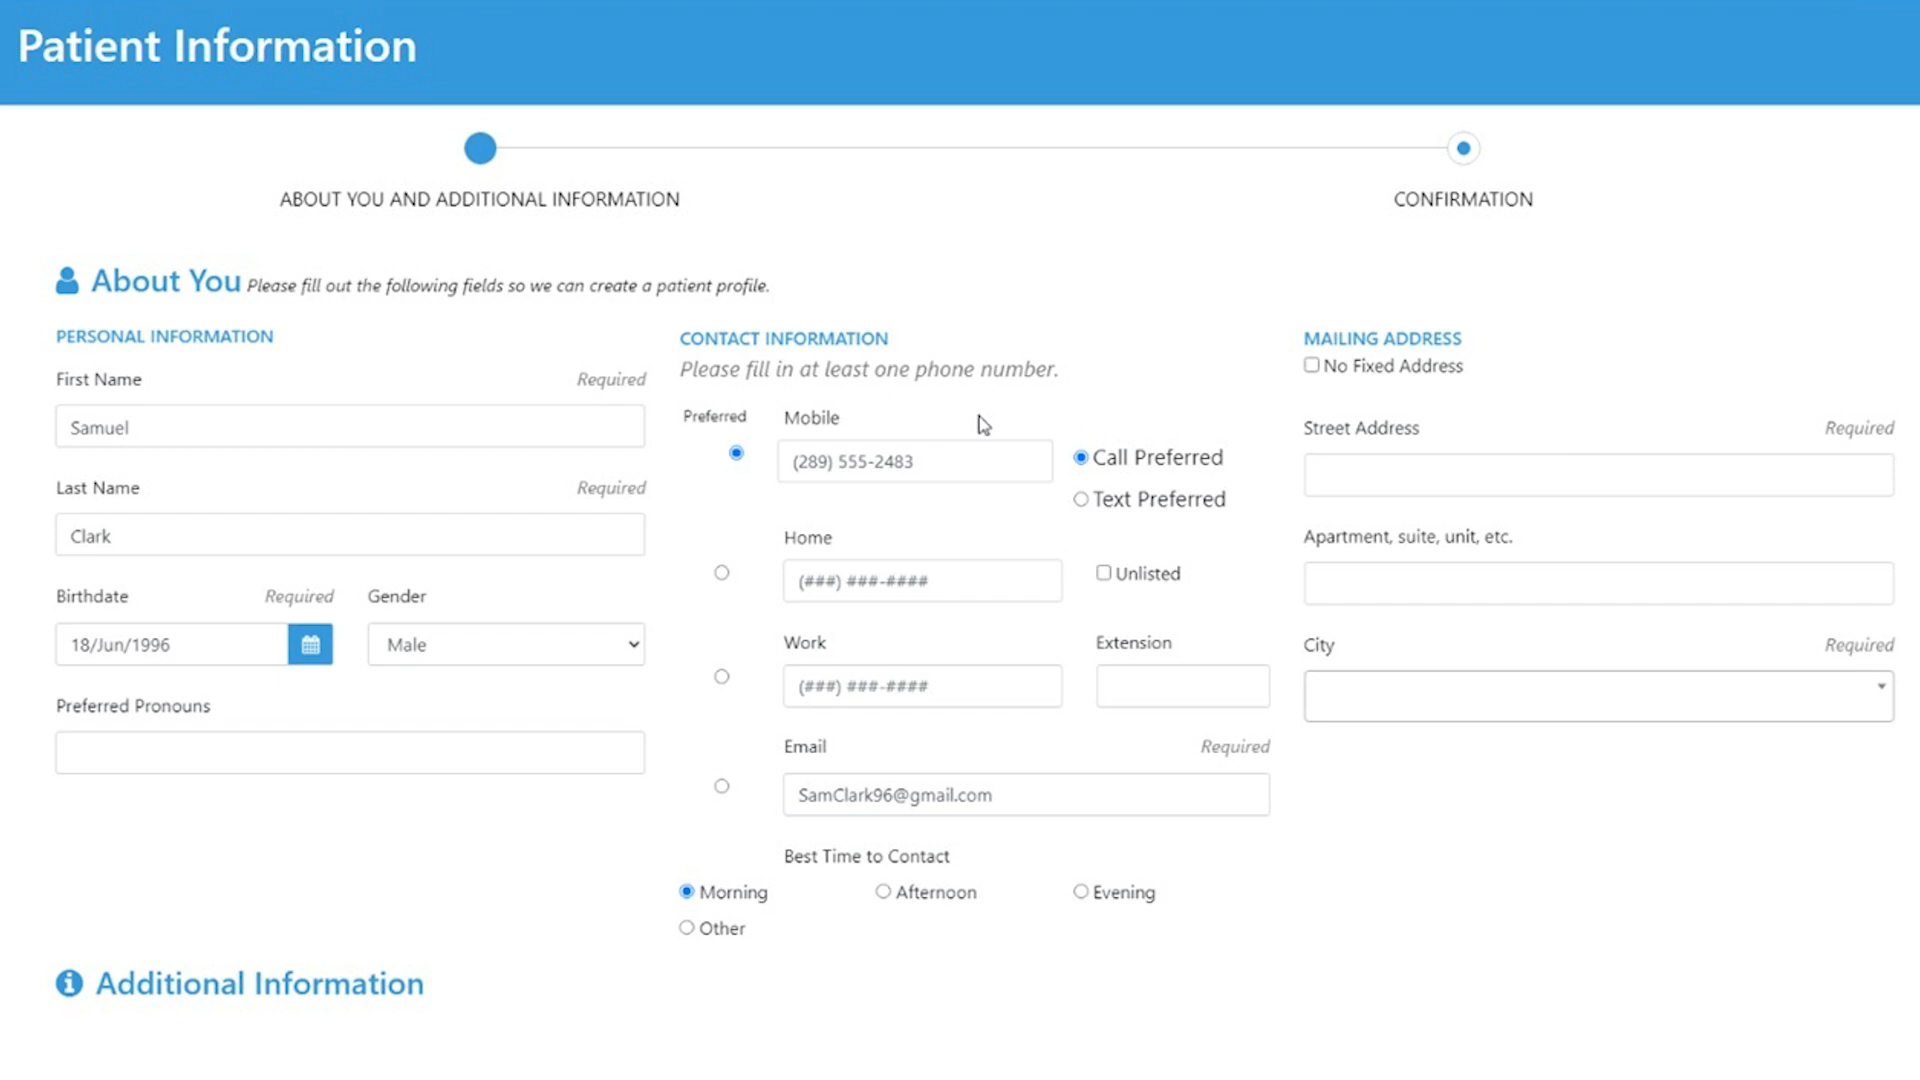 Patient Information
ABOUT YOU AND ADDITIONAL INFORMATION
CONFIRMATION
About You Please fill out the following fields so we can create a patient profile.
PERSONAL INFORMATION
First Name Required
Samuel
Last Name Required
Clark
Birthdate Required Gender
18/Jun/1996 Male
Preferred Pronouns
CONTACT INFORMATION
Please fill in at least one phone number.
Preferred Mobile
(289) 555-2483 Call Preferred
Text Preferred
Home
(###) ###-#### Unlisted
Work Extension
(###) ###-####
Email Required
SamClark96@gmail.com
Best Time to Contact
Morning Afternoon Evening
Other
MAILING ADDRESS
No Fixed Address
Street Address Required
Apartment, suite, unit, etc.
City Required
Additional Information